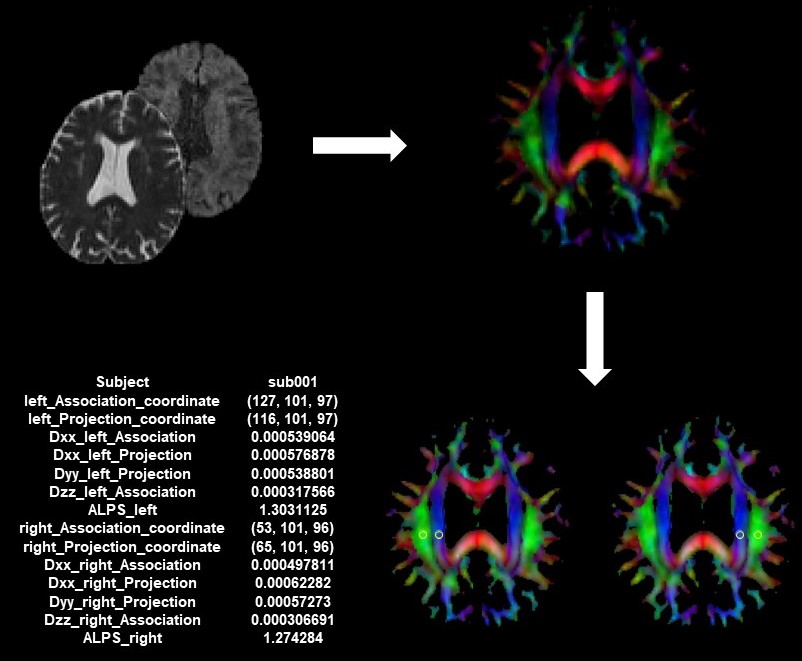 Subject sub001
left_Association_coordinate (127, 101, 97)
left_Projection_coordinate (116, 101, 97)
Dxx_left_Association 0.000539064
Dxx_left_Projection 0.000576878
Dyy_left_Projection 0.000538801
Dzz_left_Association 0.000317566
ALPS_left 1.3031125
right_Association_coordinate (53, 101, 96)
right_Projection_coordinate (65, 101, 96)
Dxx_right_Association 0.000497811
Dxx_right_Projection 0.00062282
Dyy_right_Projection 0.00057273
Dzz_right_Association 0.000306691
ALPS_right 1.274284